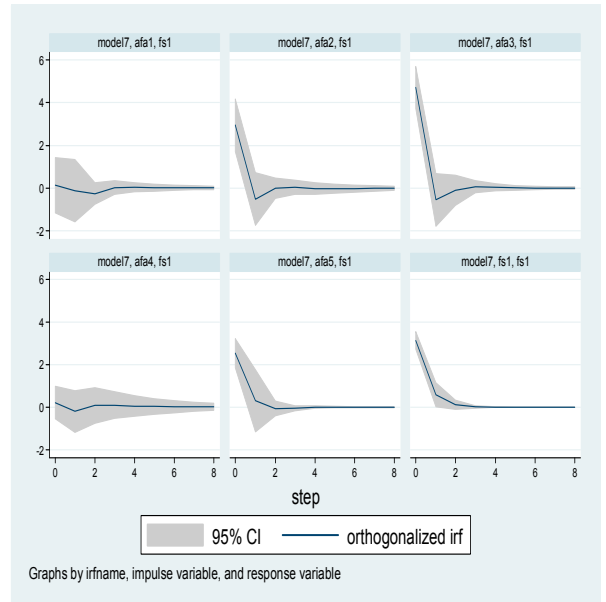 model7, afa1, fs1
model7, afa2, fs1
model7, afa3, fs1
6
4
2
0
-2
model7, afa4, fs1
model7, afa5, fs1
model7, fs1, fs1
6
4
2
0
-2
0 2 4 6 8
0 2 4 6 8
0 2 4 6 8
step
95% CI
orthogonalized irf
Graphs by irfname, impulse variable, and response variable